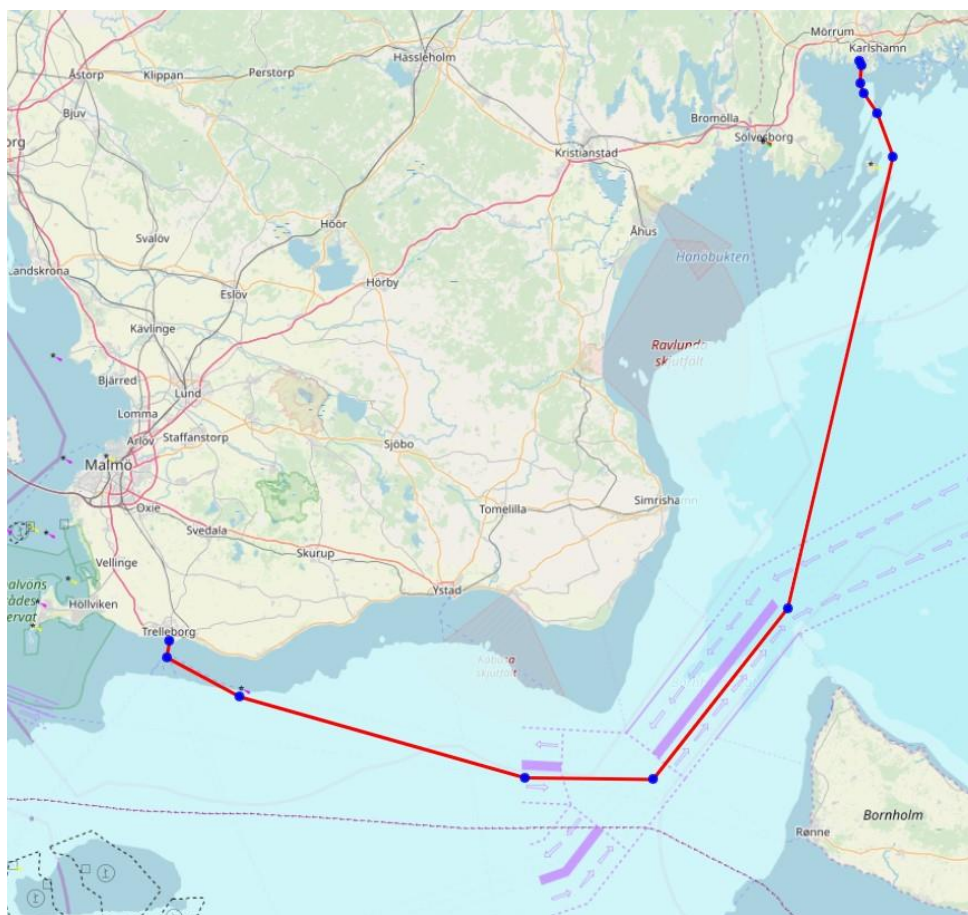 Mörrum
Karlshamn
Hässleholm
Åstorp
Klippan
Perstorp
Bjuv
Bromölla
Sölvesborg
org
Kristianstad
Höör
Åhus
Svalöv
Hanöbukten
Landskrona
Hörby
Eslöv
Kävlinge
Ravlunda
skjutfält
Bjärred
Lund
Lomma
Staffanstorp
Arlöv
Sjöbo
Malmö
Simrishamn
Oxie
Tomelilla
Svedala
Skurup
Vellinge
Ystad
Höllviken
Trelleborg
skjutfält
Bornholm
Rønne